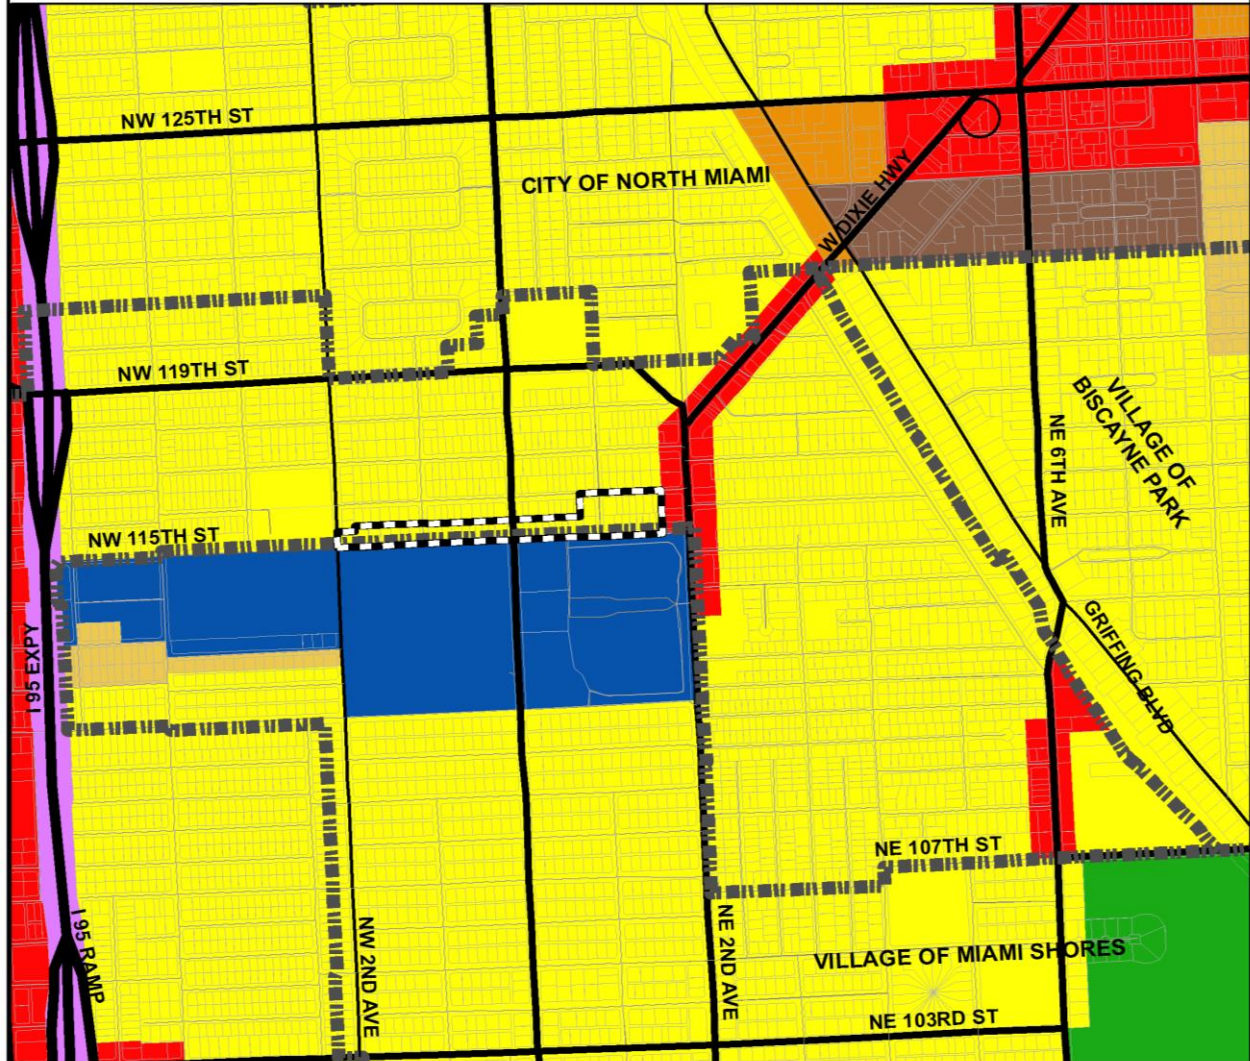 NW 125TH ST
CITY OF NORTH MIAMI
W DIXIE HWY
NW 119TH ST
VILLAGE OF
BISCAYNE PARK
NE 6TH AVE
NW 115TH ST
GRIFFING BLVD
I 95 EXPY
NE 107TH ST
I 95 RAMP
NW 2ND AVE
NE 2ND AVE
VILLAGE OF MIAMI SHORES
NE 103RD ST